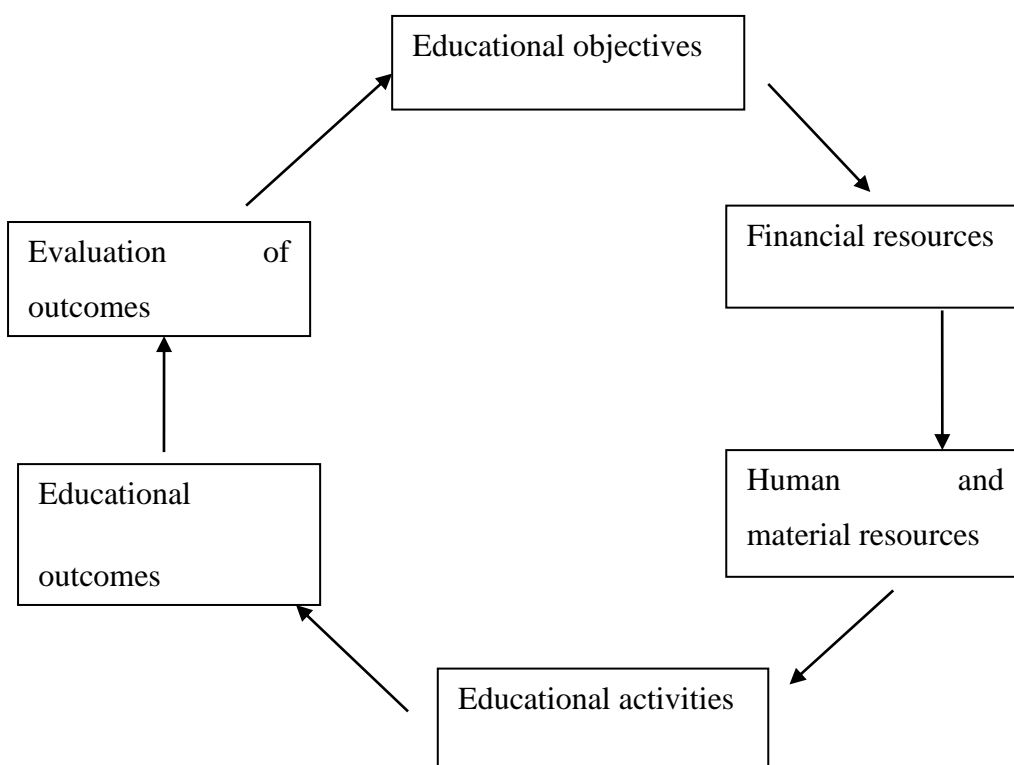 Educational objectives
Financial resources
Human and
material resources
Educational activities
Educational
outcomes
Evaluation of
outcomes